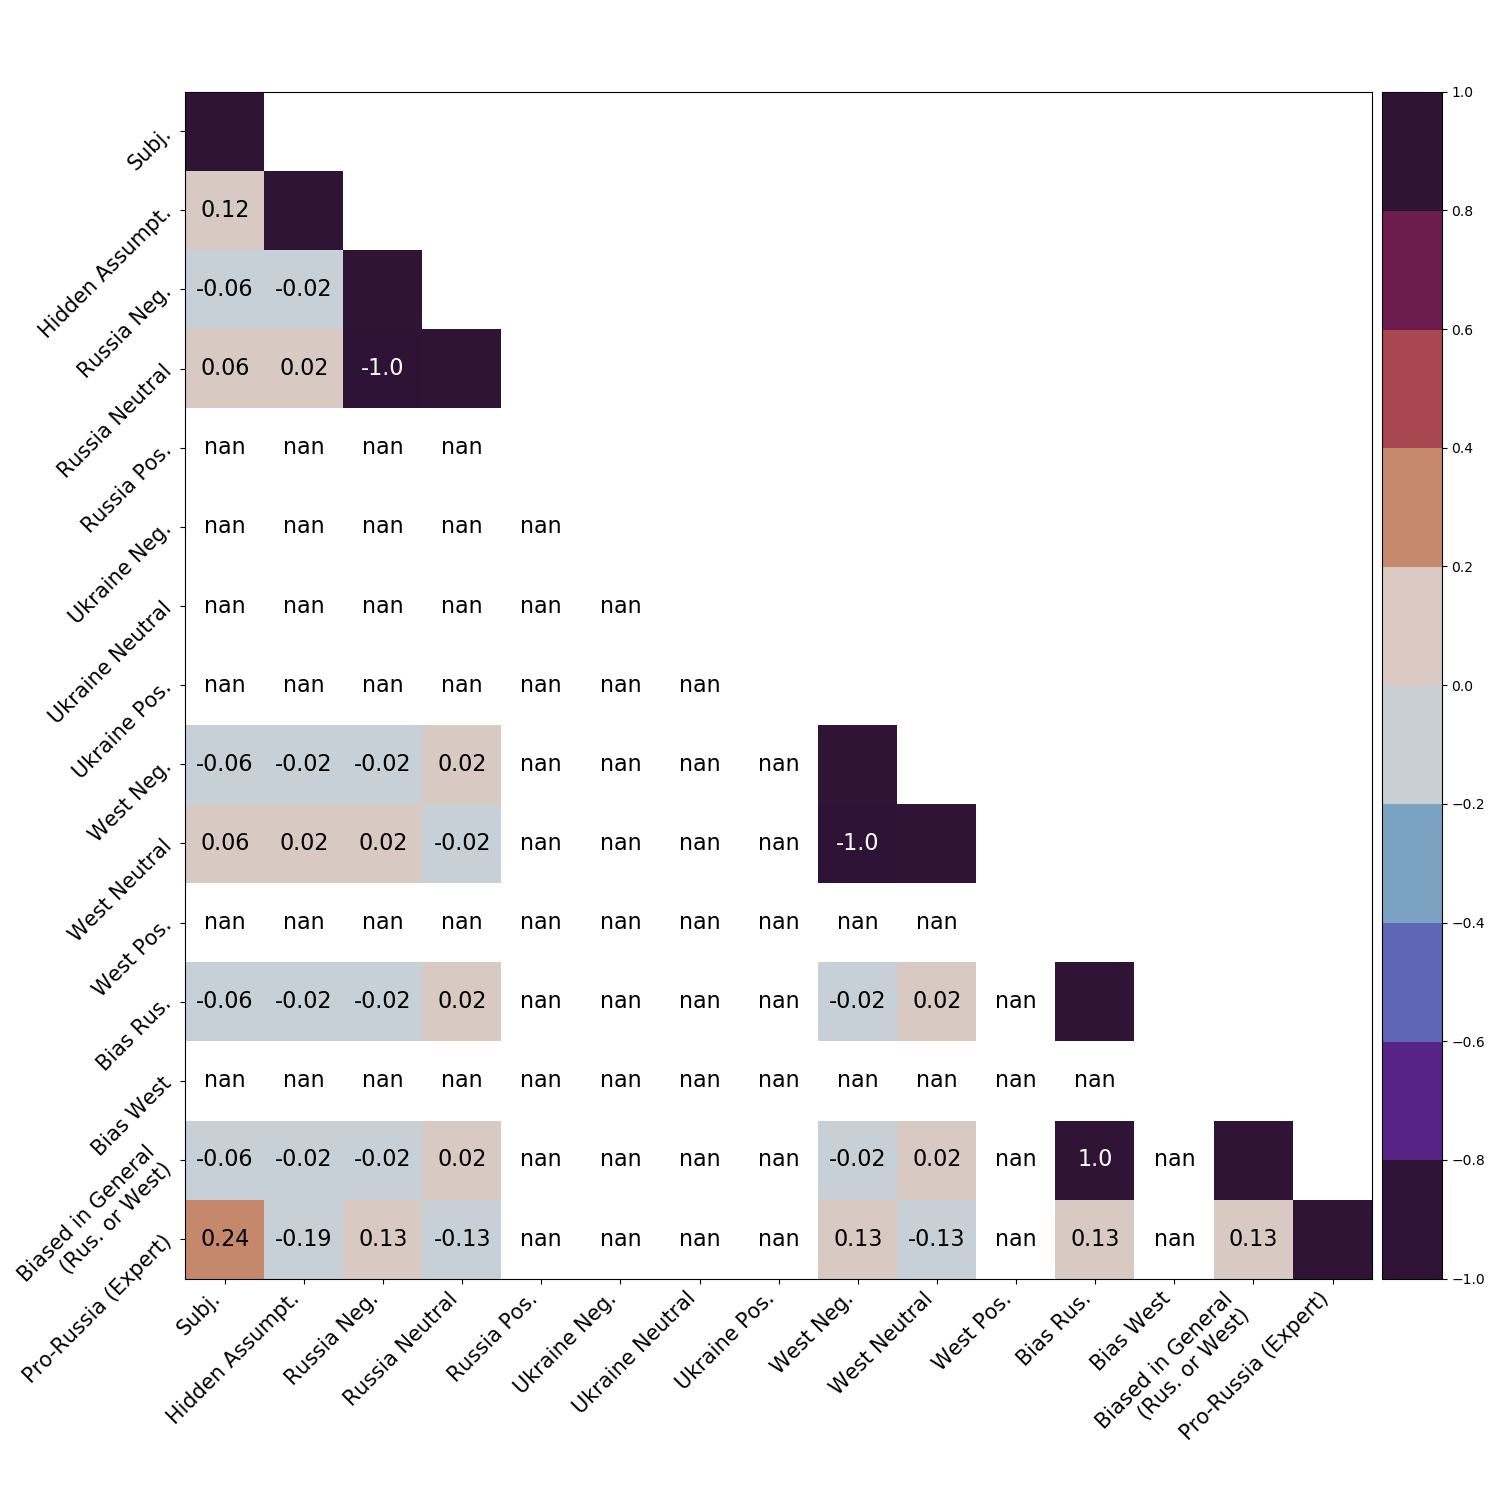 1.0
Subj.
0.8
Hidden Assumpt. 0.12
Russia Neg. -0.06 -0.02
0.6
Russia Neutral 0.06 0.02 -1.0
0.4
Russia Pos. nan nan nan nan
Ukraine Neg. nan nan nan nan nan
0.2
Ukraine Neutral nan nan nan nan nan nan
Ukraine Pos. nan nan nan nan nan nan nan
0.0
West Neg. -0.06 -0.02 -0.02 0.02 nan nan nan nan
−0.2
West Neutral 0.06 0.02 0.02 -0.02 nan nan nan nan -1.0
West Pos. nan nan nan nan nan nan nan nan nan nan
−0.4
Bias Rus. -0.06 -0.02 -0.02 0.02 nan nan nan nan -0.02 0.02 nan
−0.6
Bias West nan nan nan nan nan nan nan nan nan nan nan nan
Biased in General
(Rus. or West) -0.06 -0.02 -0.02 0.02 nan nan nan nan -0.02 0.02 nan 1.0 nan
−0.8
Pro-Russia (Expert) 0.24 -0.19 0.13 -0.13 nan nan nan nan 0.13 -0.13 nan 0.13 nan 0.13
−1.0
Subj.
Hidden Assumpt.
Russia Neg.
Russia Neutral
Russia Pos.
Ukraine Neg.
Ukraine Neutral
Ukraine Pos.
West Neg.
West Neutral
West Pos.
Bias Rus.
Bias West
Biased in General
(Rus. or West)
Pro-Russia (Expert)